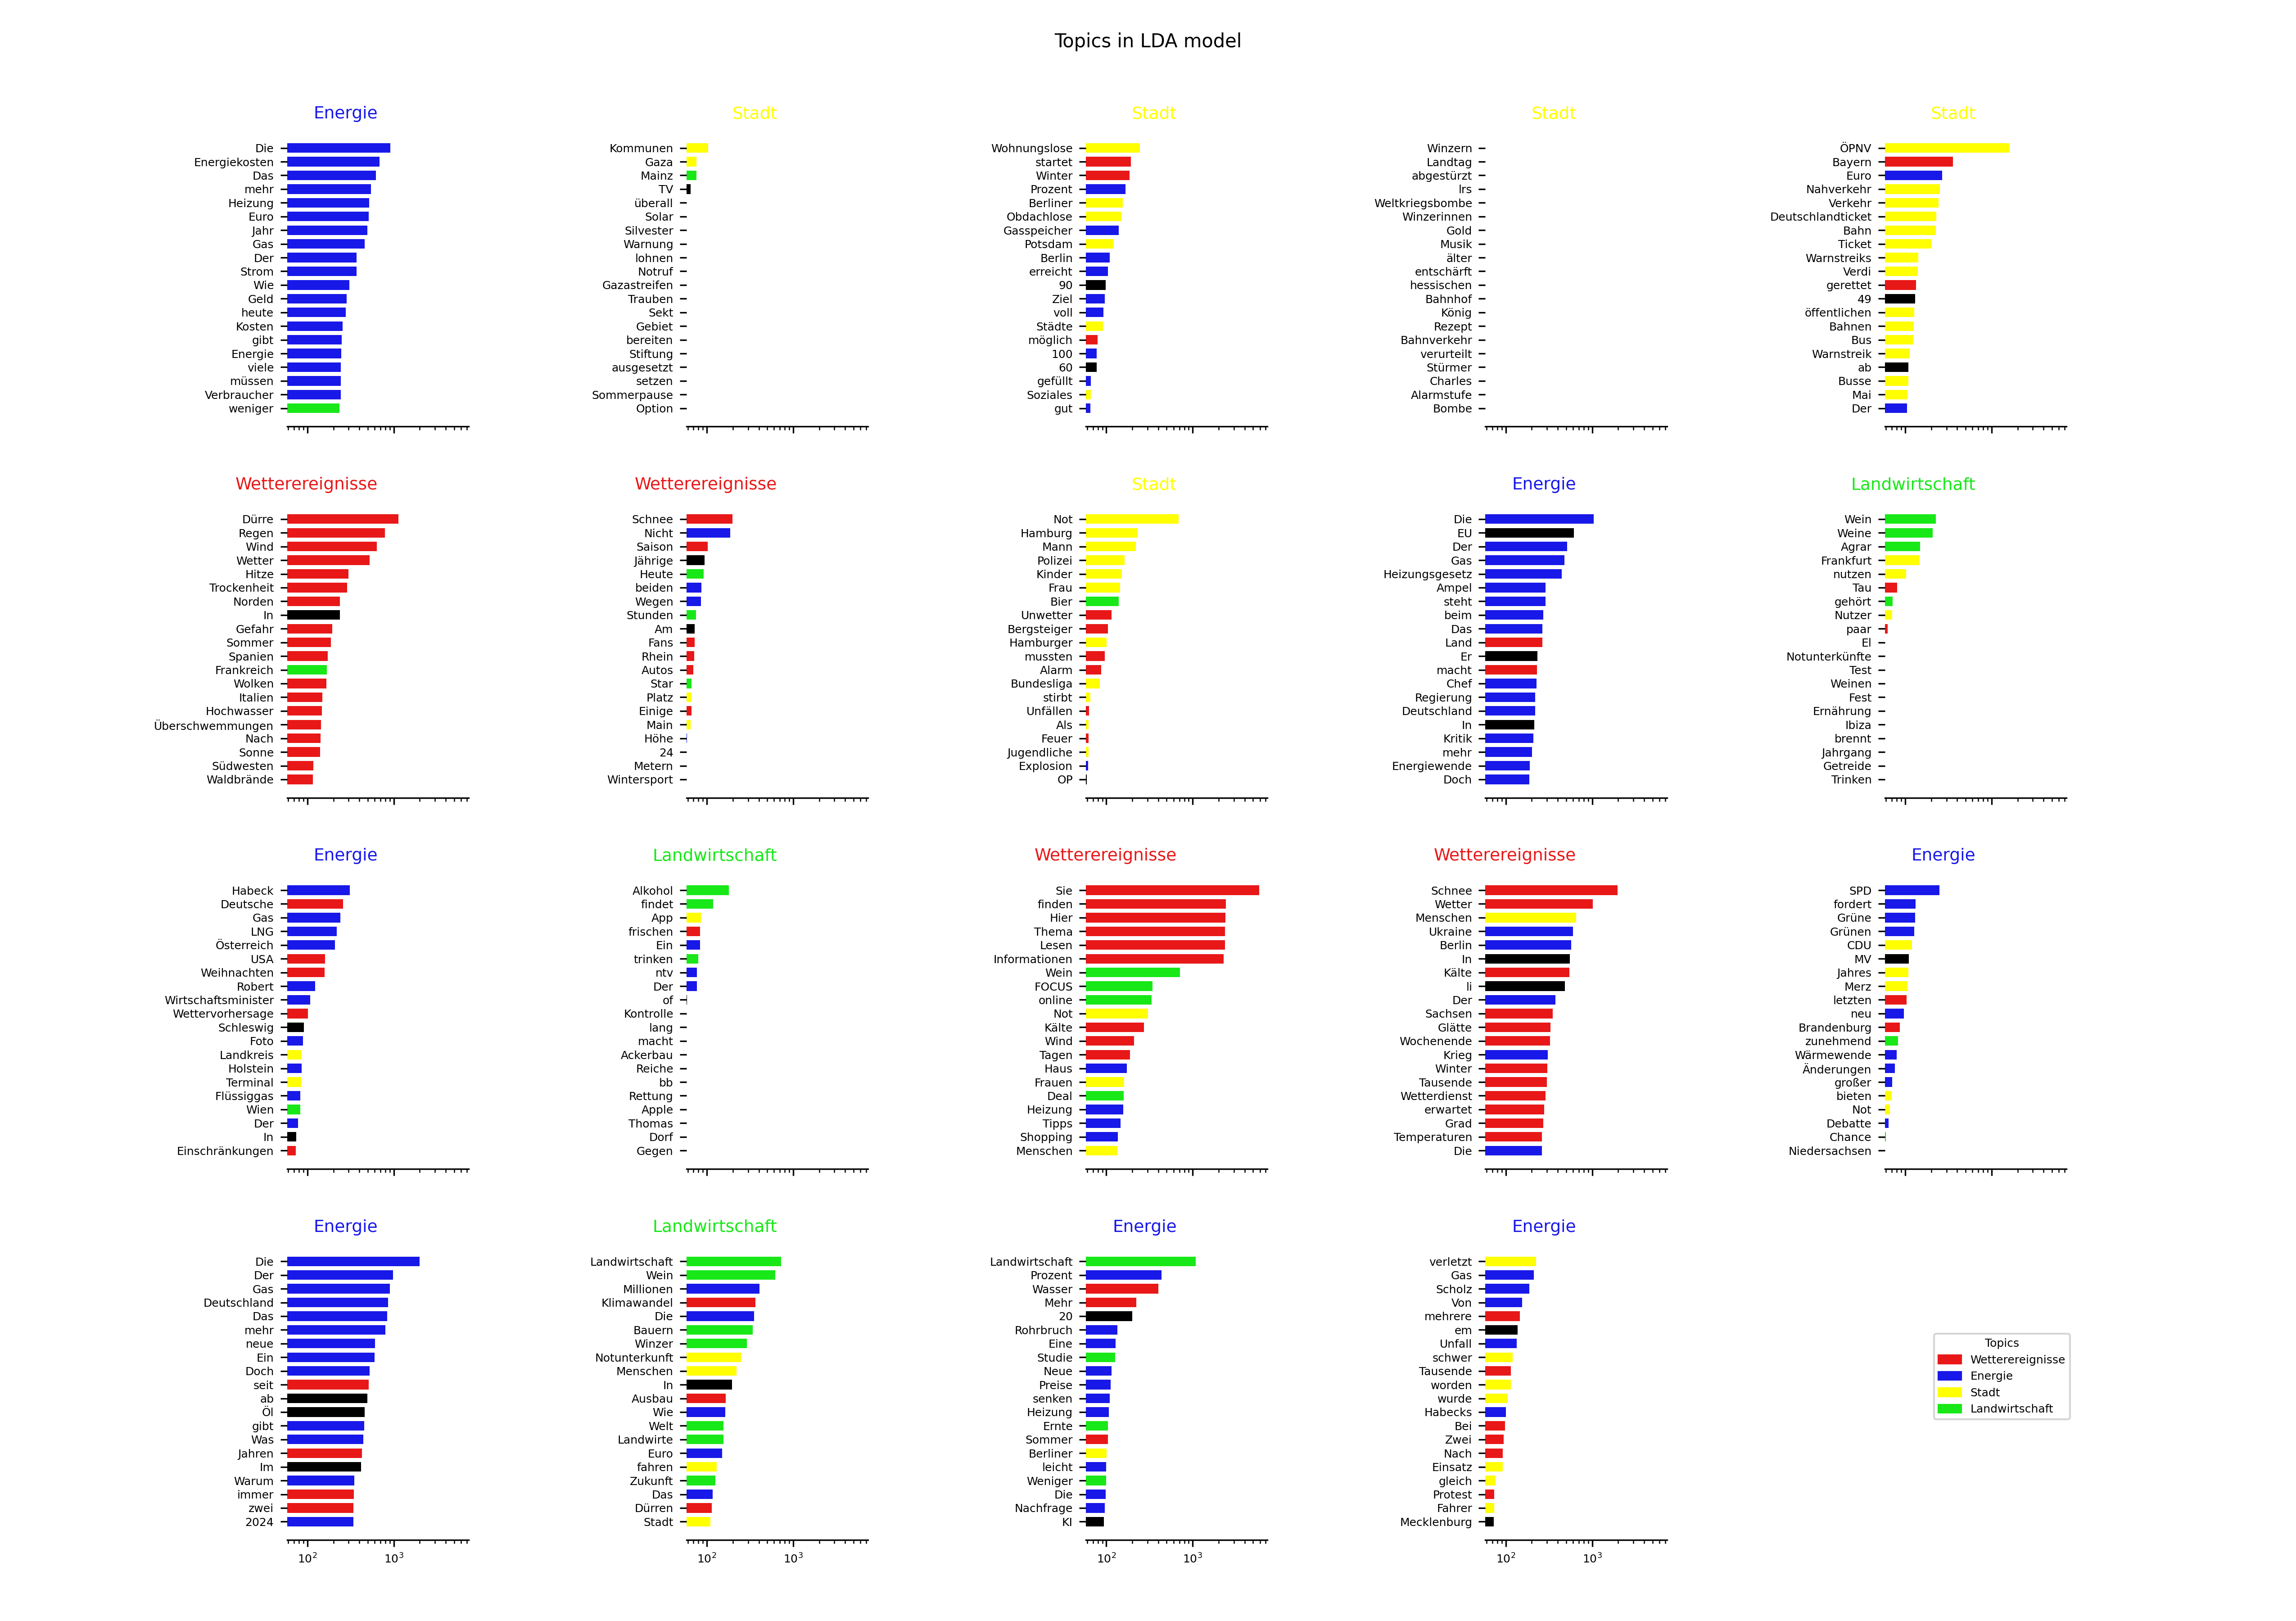 Topics in LDA model
Energie
Die
Energiekosten
Das
mehr
Heizung
Euro
Jahr
Gas
Der
Strom
Wie
Geld
heute
Kosten
gibt
Energie
viele
müssen
Verbraucher
weniger
Stadt
Kommunen
Gaza
Mainz
TV
überall
Solar
Silvester
Warnung
lohnen
Notruf
Gazastreifen
Trauben
Sekt
Gebiet
bereiten
Stiftung
ausgesetzt
setzen
Sommerpause
Option
Stadt
Wohnungslose
startet
Winter
Prozent
Berliner
Obdachlose
Gasspeicher
Potsdam
Berlin
erreicht
90
Ziel
voll
Städte
möglich
100
60
gefüllt
Soziales
gut
Stadt
Winzern
Landtag
abgestürzt
Irs
Weltkriegsbombe
Winzerinnen
Gold
Musik
älter
entschärft
hessischen
Bahnhof
König
Rezept
Bahnverkehr
verurteilt
Stürmer
Charles
Alarmstufe
Bombe
Stadt
ÖPNV
Bayern
Euro
Nahverkehr
Verkehr
Deutschlandticket
Bahn
Ticket
Warnstreiks
Verdi
gerettet
49
öffentlichen
Bahnen
Bus
Warnstreik
ab
Busse
Mai
Der
Wetterereignisse
Dürre
Regen
Wind
Wetter
Hitze
Trockenheit
Norden
In
Gefahr
Sommer
Spanien
Frankreich
Wolken
Italien
Hochwasser
Überschwemmungen
Nach
Sonne
Südwesten
Waldbrände
Wetterereignisse
Schnee
Nicht
Saison
Jährige
Heute
beiden
Wegen
Stunden
Am
Fans
Rhein
Autos
Star
Platz
Einige
Main
Höhe
24
Metern
Wintersport
Stadt
Not
Hamburg
Mann
Polizei
Kinder
Frau
Bier
Unwetter
Bergsteiger
Hamburger
mussten
Alarm
Bundesliga
stirbt
Unfällen
Als
Feuer
Jugendliche
Explosion
OP
Energie
Die
EU
Der
Gas
Heizungsgesetz
Ampel
steht
beim
Das
Land
Er
macht
Chef
Regierung
Deutschland
In
Kritik
mehr
Energiewende
Doch
Landwirtschaft
Wein
Weine
Agrar
Frankfurt
nutzen
Tau
gehört
Nutzer
paar
El
Notunterkünfte
Test
Weinen
Fest
Ernährung
Ibiza
brennt
Jahrgang
Getreide
Trinken
Energie
Habeck
Deutsche
Gas
LNG
Österreich
USA
Weihnachten
Robert
Wirtschaftsminister
Wettervorhersage
Schleswig
Foto
Landkreis
Holstein
Terminal
Flüssiggas
Wien
Der
In
Einschränkungen
Landwirtschaft
Alkohol
findet
App
frischen
Ein
trinken
ntv
Der
of
Kontrolle
lang
macht
Ackerbau
Reiche
bb
Rettung
Apple
Thomas
Dorf
Gegen
Wetterereignisse
Sie
finden
Hier
Thema
Lesen
Informationen
Wein
FOCUS
online
Not
Kälte
Wind
Tagen
Haus
Frauen
Deal
Heizung
Tipps
Shopping
Menschen
Wetterereignisse
Schnee
Wetter
Menschen
Ukraine
Berlin
In
Kälte
li
Der
Sachsen
Glätte
Wochenende
Krieg
Winter
Tausende
Wetterdienst
erwartet
Grad
Temperaturen
Die
Energie
SPD
fordert
Grüne
Grünen
CDU
MV
Jahres
Merz
letzten
neu
Brandenburg
zunehmend
Wärmewende
Änderungen
großer
bieten
Not
Debatte
Chance
Niedersachsen
Energie
Die
Der
Gas
Deutschland
Das
mehr
neue
Ein
Doch
seit
ab
Öl
gibt
Was
Jahren
Im
Warum
immer
zwei
2024
10² 10³
Landwirtschaft
Landwirtschaft
Wein
Millionen
Klimawandel
Die
Bauern
Winzer
Notunterkunft
Menschen
In
Ausbau
Wie
Welt
Landwirte
Euro
fahren
Zukunft
Das
Dürren
Stadt
10² 10³
Energie
Landwirtschaft
Prozent
Wasser
Mehr
20
Rohrbruch
Eine
Studie
Neue
Preise
senken
Heizung
Ernte
Sommer
Berliner
leicht
Weniger
Die
Nachfrage
KI
10² 10³
Energie
verletzt
Gas
Scholz
Von
mehrere
em
Unfall
schwer
Tausende
worden
wurde
Habecks
Bei
Zwei
Nach
Einsatz
gleich
Protest
Fahrer
Mecklenburg
10² 10³
Topics
Wetterereignisse
Energie
Stadt
Landwirtschaft